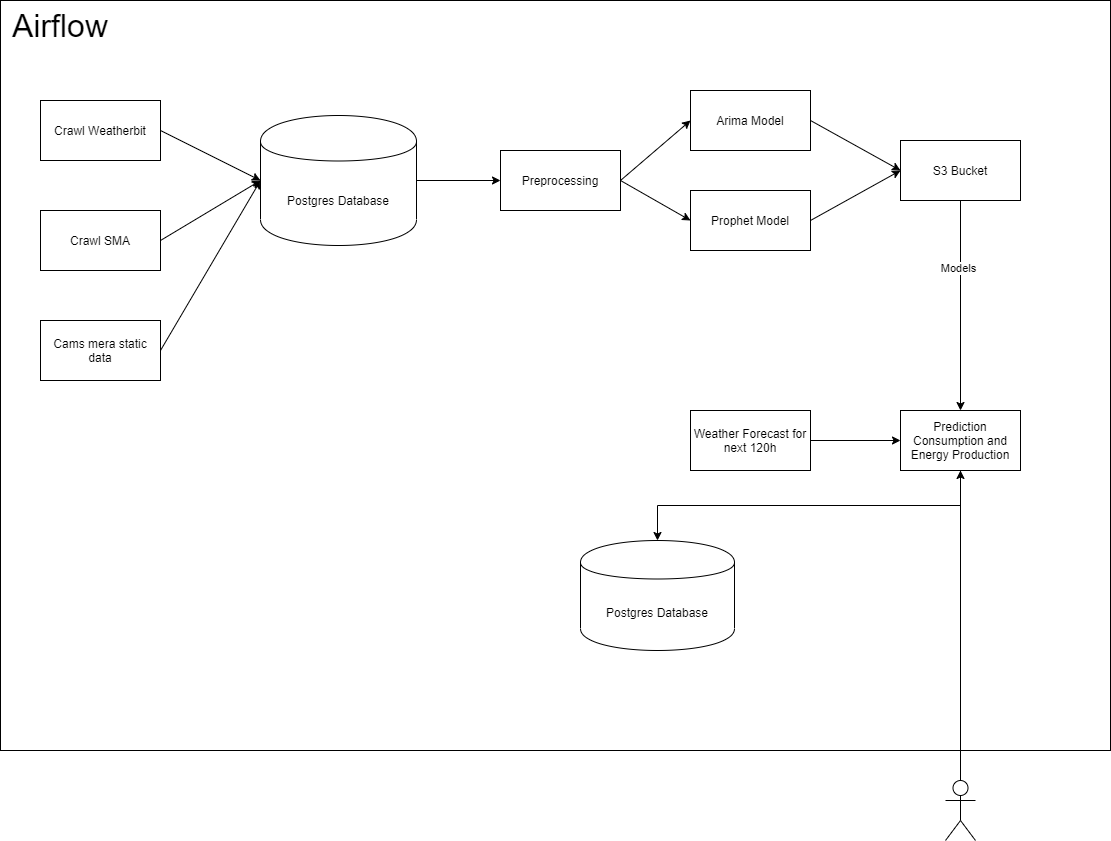 Airflow
Crawl Weatherbit
Crawl SMA
Cams mera static
data
Postgres Database
Preprocessing
Arima Model
Prophet Model
S3 Bucket
Models
Weather Forecast for
next 120h
Prediction
Consumption and
Energy Production
Postgres Database